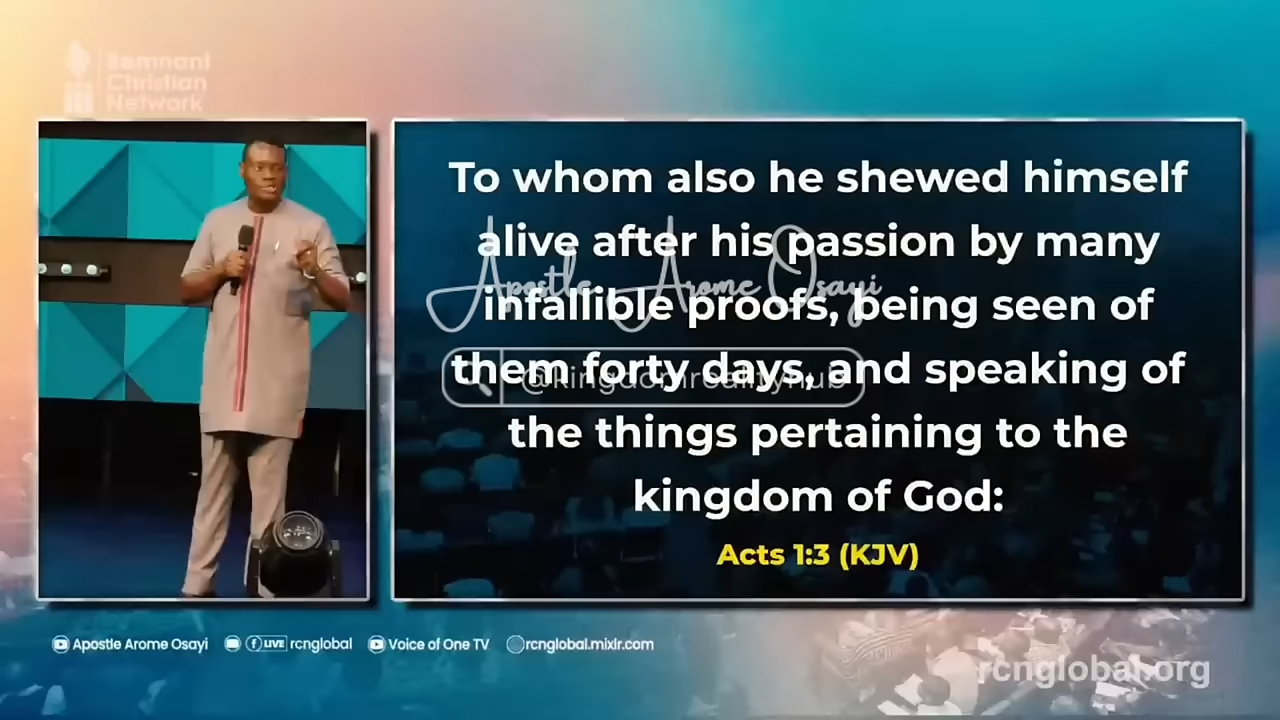 Remnant
Christian
Network
To whom also he shewed himself
alive after his passion by many
infallible proofs, being seen of
them forty days, and speaking of
the things pertaining to the
kingdom of God:
Acts 1:3 (KJV)
Apostle Arome Osayi
@kingdomrealityhub
Apostle Arome Osayi
LIVE rcnglobal
Voice of One TV
rcnglobal.mixlr.com
rcnglobal.org